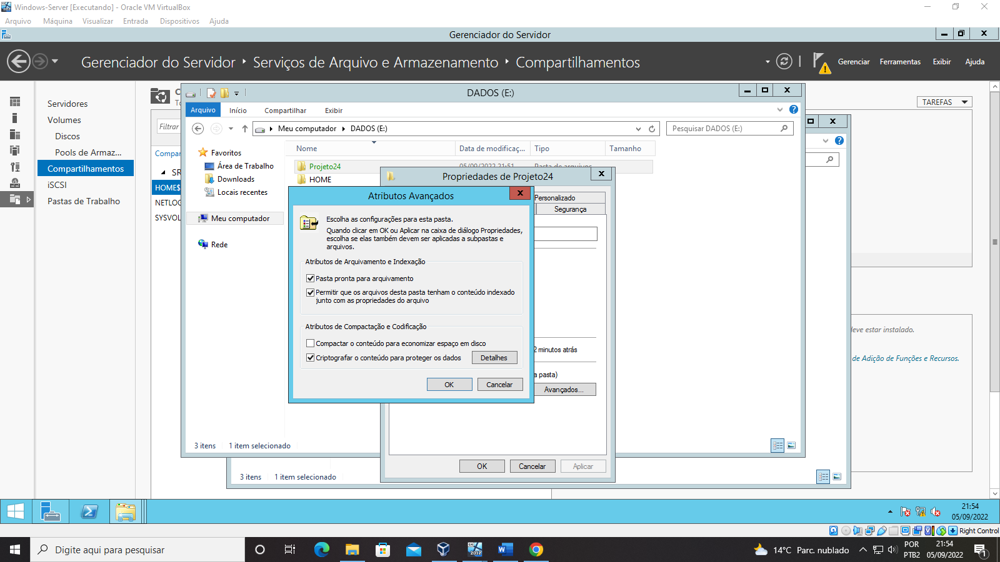 Windows-Server [Executando] - Oracle VM VirtualBox
Arquivo Máquina Visualizar Entrada Dispositivos Ajuda
Gerenciador do Servidor
Gerenciador do Servidor ‣ Serviços de Arquivo e Armazenamento ‣ Compartilhamentos
Gerenciar Ferramentas Exibir Ajuda
Servidores
Volumes
Discos
Pools de Armaz...
Compartilhamentos
iSCSI
Pastas de Trabalho
TAREFAS
Filtrar
Compar
SR
HOME$
NETLOG
SYSVOL
DADOS (E:)
Arquivo Início Compartilhar Exibir
Meu computador ▸ DADOS (E:)
Pesquisar DADOS (E:)
Nome Data de modificaç... Tipo Tamanho
Favoritos
Área de Trabalho
Downloads
Locais recentes
Meu computador
Rede
Projeto24 05/09/2022 21:51 Pasta de arquivos
HOME
3 itens 1 item selecionado
Propriedades de Projeto24
Personalizado
Segurança
2 minutos atrás
a pasta)
Avançados...
OK Cancelar Aplicar
Atributos Avançados
Escolha as configurações para esta pasta.
Quando clicar em OK ou Aplicar na caixa de diálogo Propriedades,
escolha se elas também devem ser aplicadas a subpastas e
arquivos.
Atributos de Arquivamento e Indexação
Pasta pronta para arquivamento
Permitir que os arquivos desta pasta tenham o conteúdo indexado
junto com as propriedades do arquivo
Atributos de Compactação e Codificação
Compactar o conteúdo para economizar espaço em disco
Criptografar o conteúdo para proteger os dados Detalhes
OK Cancelar
deve estar instalado.
de Adição de Funções e Recursos.
3 itens 1 item selecionado
21:54
05/09/2022
Right Control
Digite aqui para pesquisar
14°C Parc. nublado
POR
PTB2
21:54
05/09/2022
1